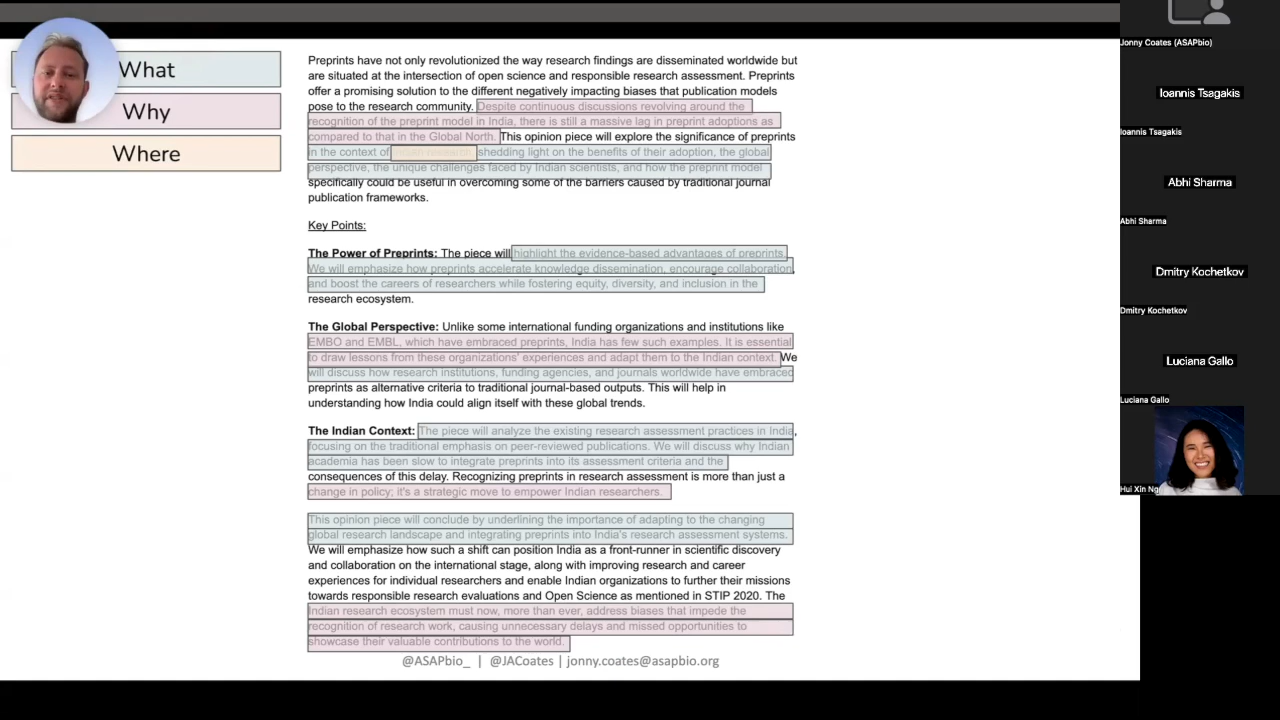 What
Why
Where
Preprints have not only revolutionized the way research findings are disseminated worldwide but
are situated at the intersection of open science and responsible research assessment. Preprints
offer a promising solution to the different negatively impacting biases that publication models
pose to the research community. Despite continuous discussions revolving around the
recognition of the preprint model in India, there is still a massive lag in preprint adoptions as
compared to that in the Global North. This opinion piece will explore the significance of preprints
in the context of shedding light on the benefits of their adoption, the global
perspective, the unique challenges faced by Indian scientists, and how the preprint model
specifically could be useful in overcoming some of the barriers caused by traditional journal
publication frameworks.
Key Points:
The Power of Preprints: The piece will highlight the evidence-based advantages of preprints.
We will emphasize how preprints accelerate knowledge dissemination, encourage collaboration,
and boost the careers of researchers while fostering equity, diversity, and inclusion in the
research ecosystem.
The Global Perspective: Unlike some international funding organizations and institutions like
EMBO and EMBL, which have embraced preprints, India has few such examples. It is essential
to draw lessons from these organizations' experiences and adapt them to the Indian context. We
will discuss how research institutions, funding agencies, and journals worldwide have embraced
preprints as alternative criteria to traditional journal-based outputs. This will help in
understanding how India could align itself with these global trends.
The Indian Context: The piece will analyze the existing research assessment practices in India,
focusing on the traditional emphasis on peer-reviewed publications. We will discuss why Indian
academia has been slow to integrate preprints into its assessment criteria and the
consequences of this delay. Recognizing preprints in research assessment is more than just a
change in policy; it's a strategic move to empower Indian researchers.
This opinion piece will conclude by underlining the importance of adapting to the changing
global research landscape and integrating preprints into India's research assessment systems.
We will emphasize how such a shift can position India as a front-runner in scientific discovery
and collaboration on the international stage, along with improving research and career
experiences for individual researchers and enable Indian organizations to further their missions
towards responsible research evaluations and Open Science as mentioned in STIP 2020. The
Indian research ecosystem must now, more than ever, address biases that impede the
recognition of research work, causing unnecessary delays and missed opportunities to
showcase their valuable contributions to the world.
@ASAPbio_ | @JACoates | jonny.coates@asapbio.org
Jonny Coates (ASAPbio)
Ioannis Tsagakis
Ioannis Tsagakis
Abhi Sharma
Abhi Sharma
Dmitry Kochetkov
Dmitry Kochetkov
Luciana Gallo
Luciana Gallo
Hui Xin Ng